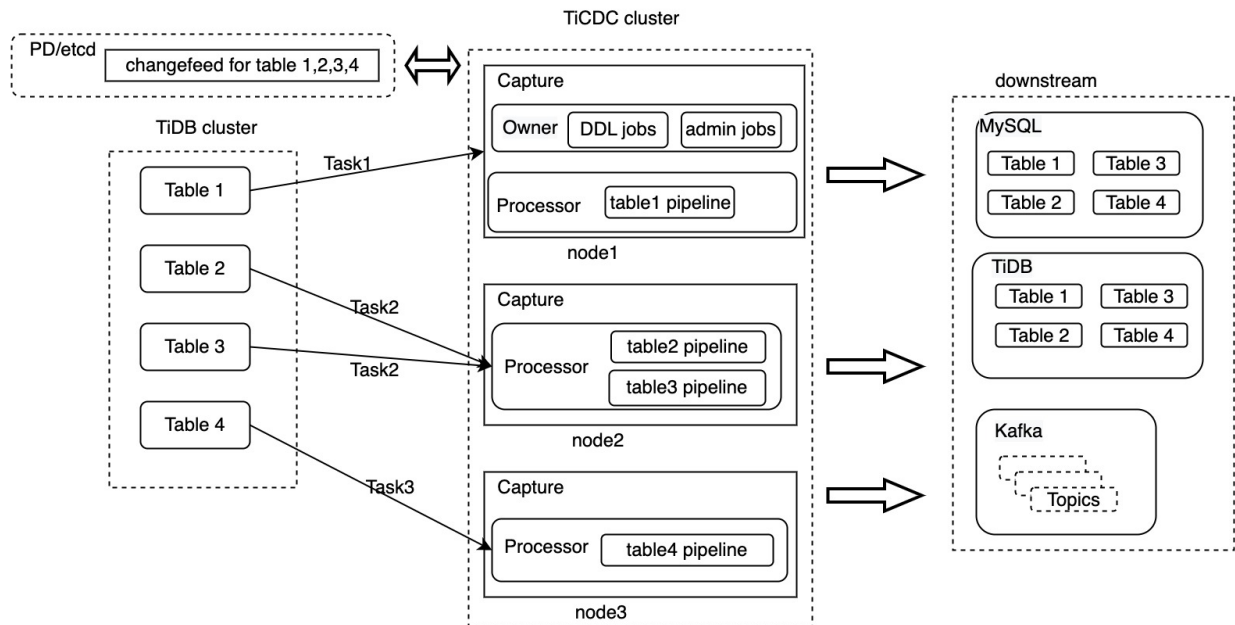 TiCDC cluster
PD/etcd
changefeed for table 1,2,3,4
TiDB cluster
Table 1
Table 2
Table 3
Table 4
Task1
Task2
Task2
Task3
Capture
Owner
DDL jobs
admin jobs
Processor
table1 pipeline
node1
Capture
Processor
table2 pipeline
table3 pipeline
node2
Capture
Processor
table4 pipeline
node3
downstream
MySQL
Table 1
Table 3
Table 2
Table 4
TiDB
Table 1
Table 3
Table 2
Table 4
Kafka
Topics